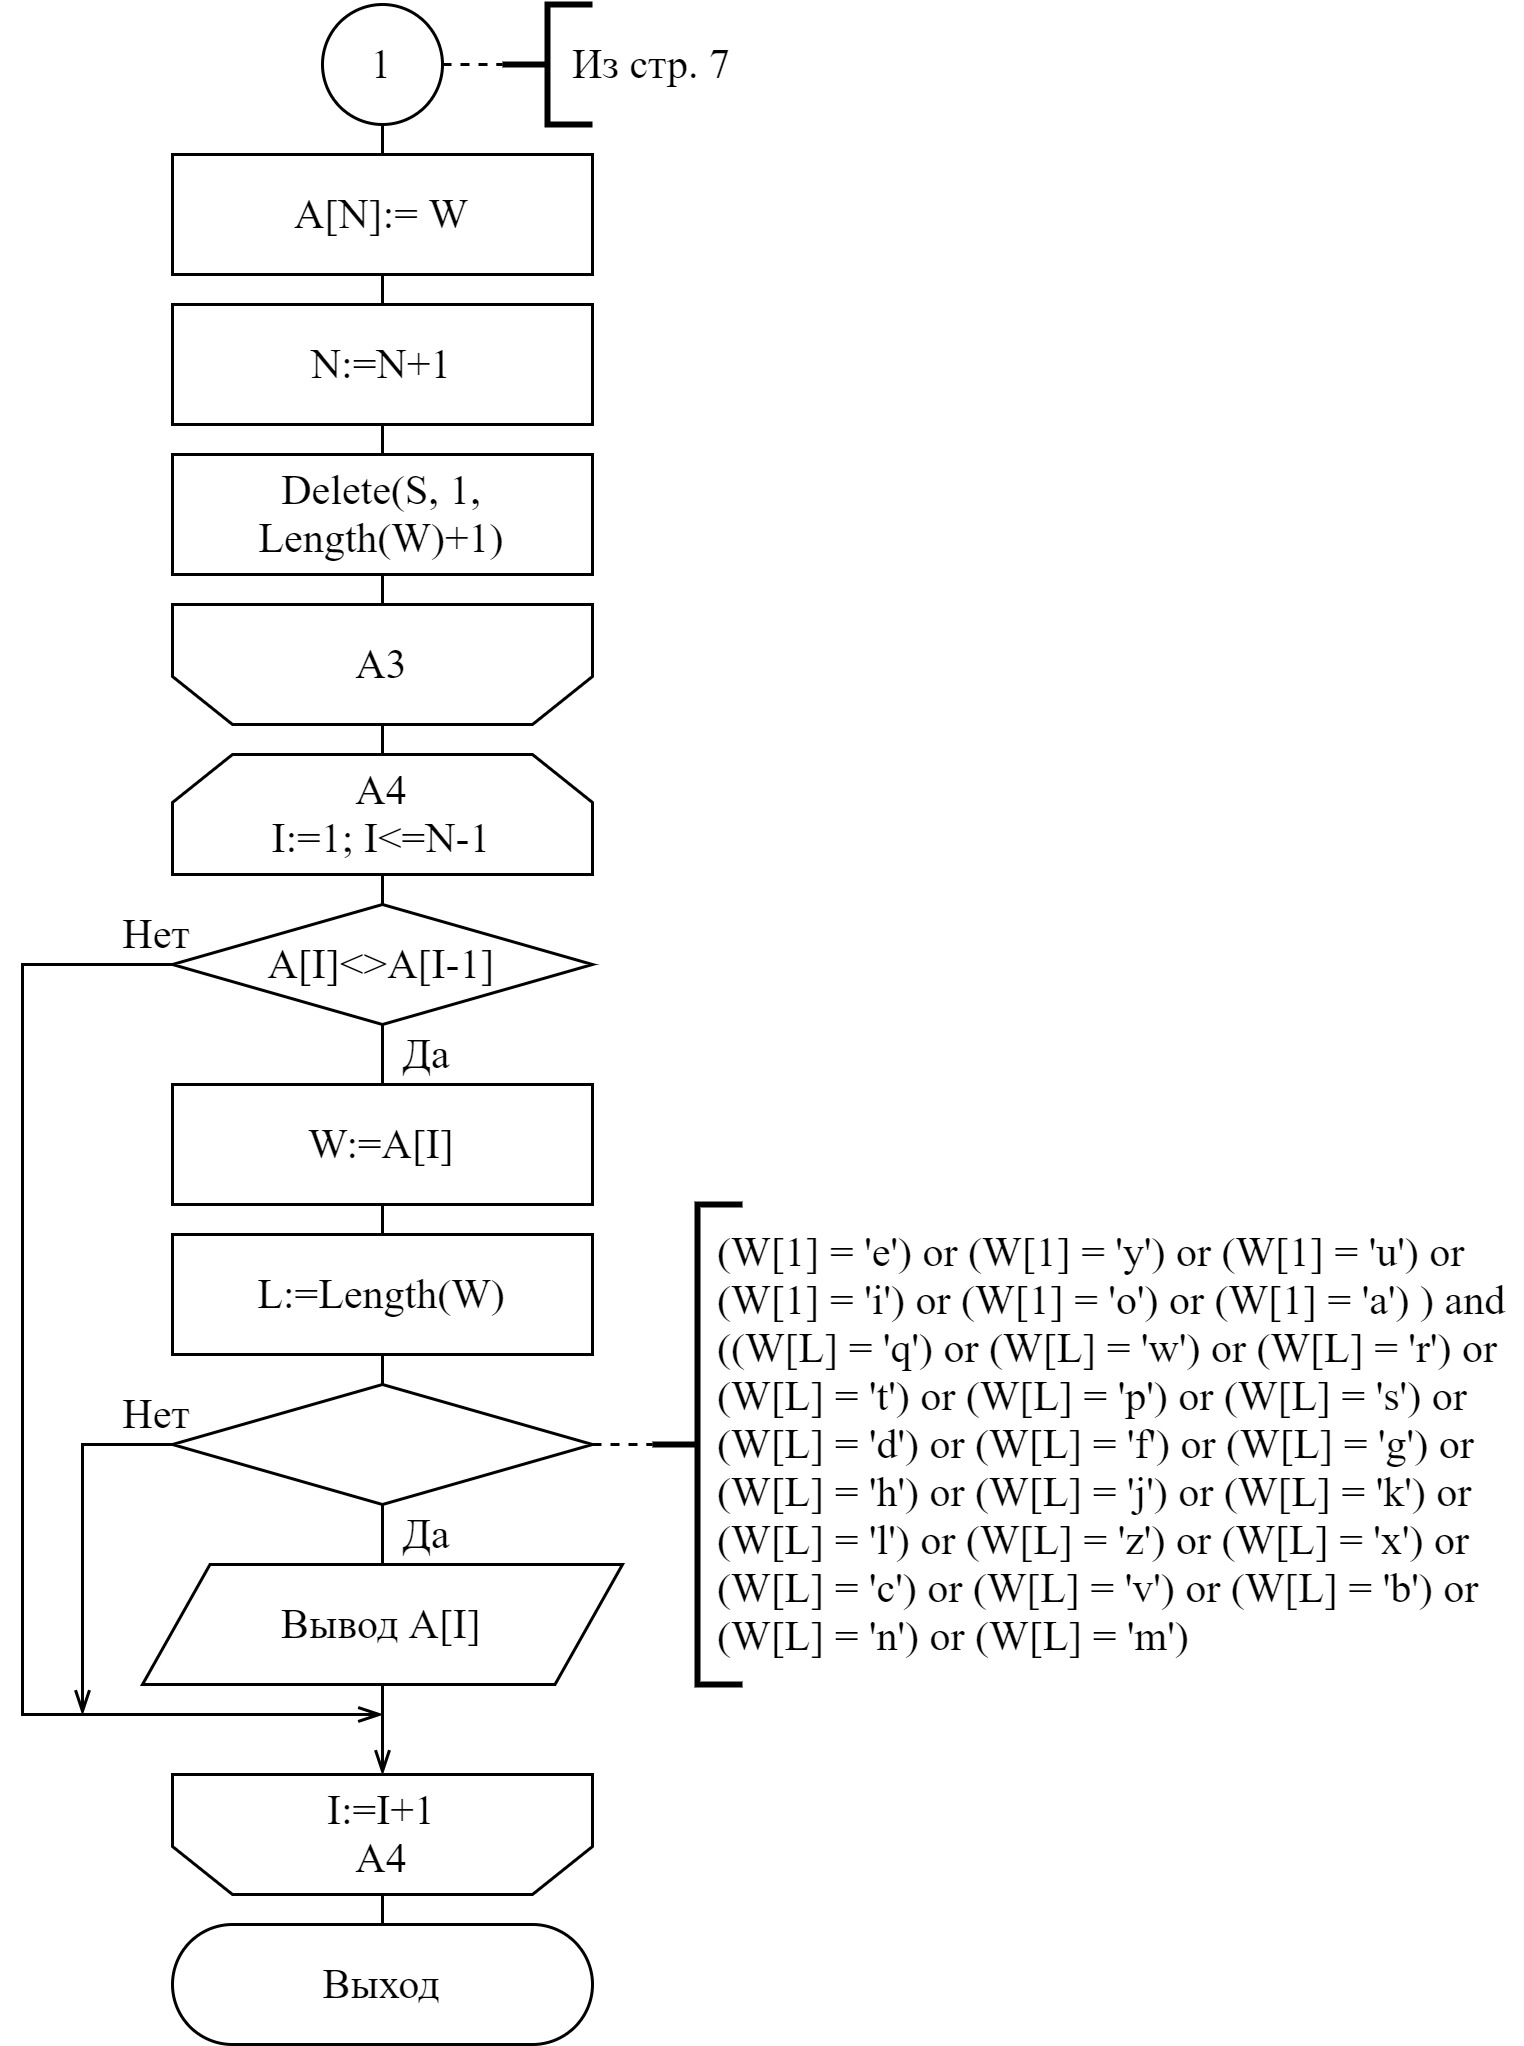 1
Из стр. 7
A[N]:= W
N:=N+1
Delete(S, 1,
Length(W)+1)
A3
A4
I:=1; I<=N-1
Нет
A[I]<>A[I-1]
Да
W:=A[I]
L:=Length(W)
(W[1] = 'e') or (W[1] = 'y') or (W[1] = 'u') or
(W[1] = 'i') or (W[1] = 'o') or (W[1] = 'a') ) and
((W[L] = 'q') or (W[L] = 'w') or (W[L] = 'r') or
(W[L] = 't') or (W[L] = 'p') or (W[L] = 's') or
(W[L] = 'd') or (W[L] = 'f') or (W[L] = 'g') or
(W[L] = 'h') or (W[L] = 'j') or (W[L] = 'k') or
(W[L] = 'l') or (W[L] = 'z') or (W[L] = 'x') or
(W[L] = 'c') or (W[L] = 'v') or (W[L] = 'b') or
(W[L] = 'n') or (W[L] = 'm')
Нет
Да
Вывод A[I]
I:=I+1
A4
Выход